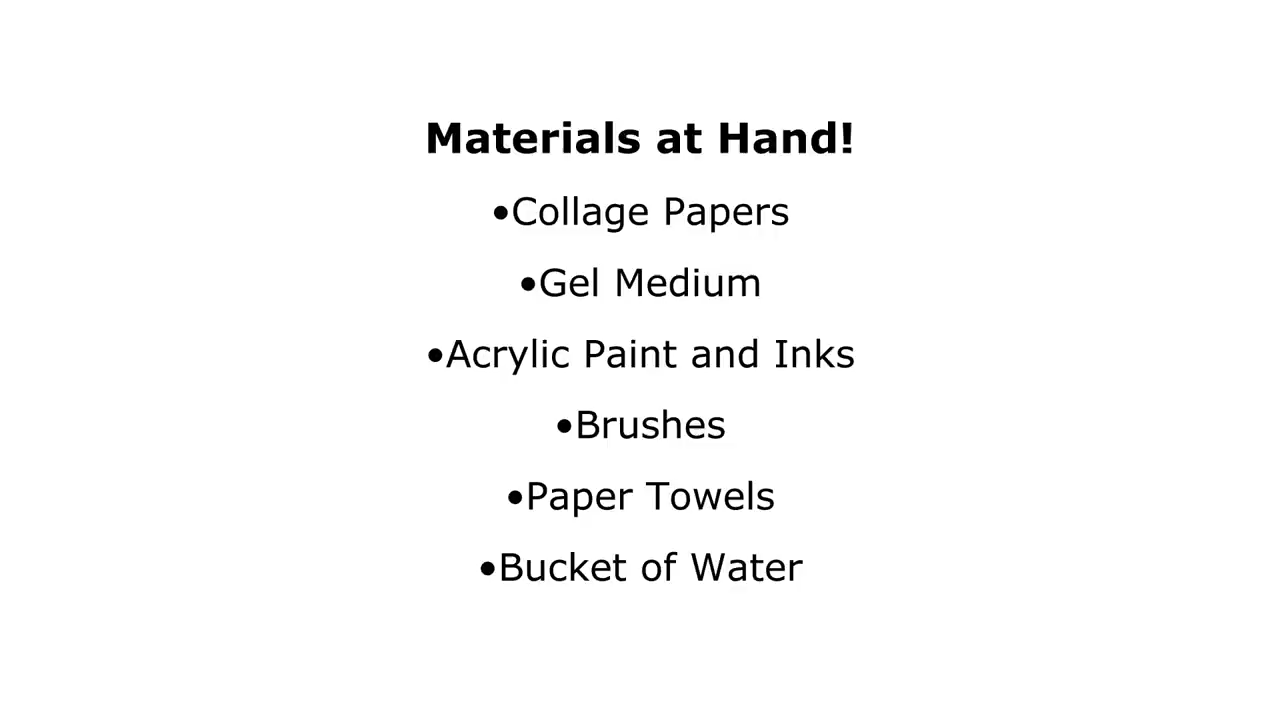 Materials at Hand!
•Collage Papers
•Gel Medium
•Acrylic Paint and Inks
•Brushes
•Paper Towels
•Bucket of Water